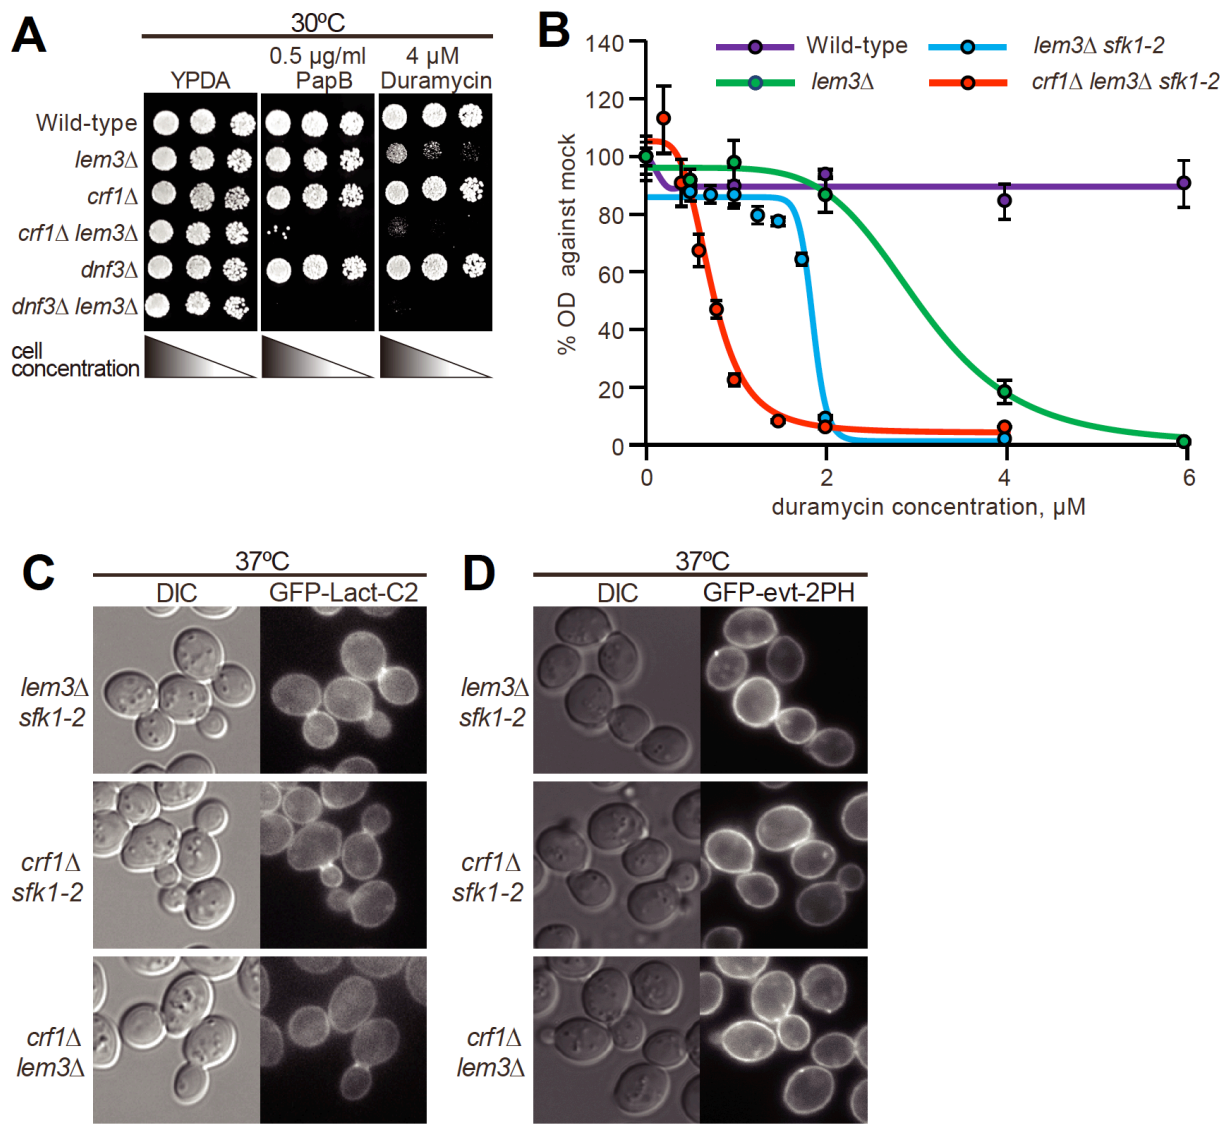 A
30ºC
YPDA
0.5 µg/ml
PapB
4 µM
Duramycin
Wild-type
lem3Δ
crf1Δ
crf1Δ lem3Δ
dnf3Δ
dnf3Δ lem3Δ
cell
concentration
B
Wild-type
lem3Δ
lem3Δ sfk1-2
crf1Δ lem3Δ sfk1-2
% OD against mock
140
120
100
80
60
40
20
0
0 2 4 6
duramycin concentration, µM
C
37ºC
DIC GFP-Lact-C2
lem3Δ
sfk1-2
crf1Δ
sfk1-2
crf1Δ
lem3Δ
D
37ºC
DIC GFP-evt-2PH
lem3Δ
sfk1-2
crf1Δ
sfk1-2
crf1Δ
lem3Δ